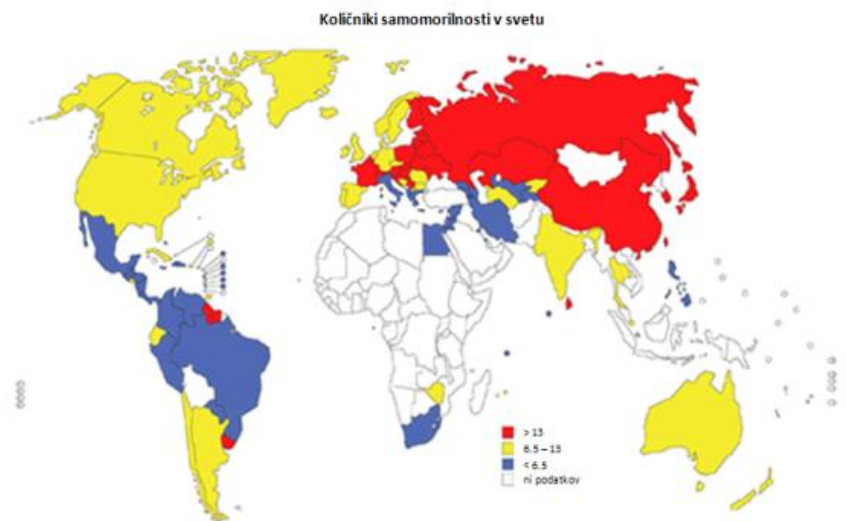 Količniki samomorilnosti v svetu
> 13
6.5 – 13
< 6.5
ni podatkov